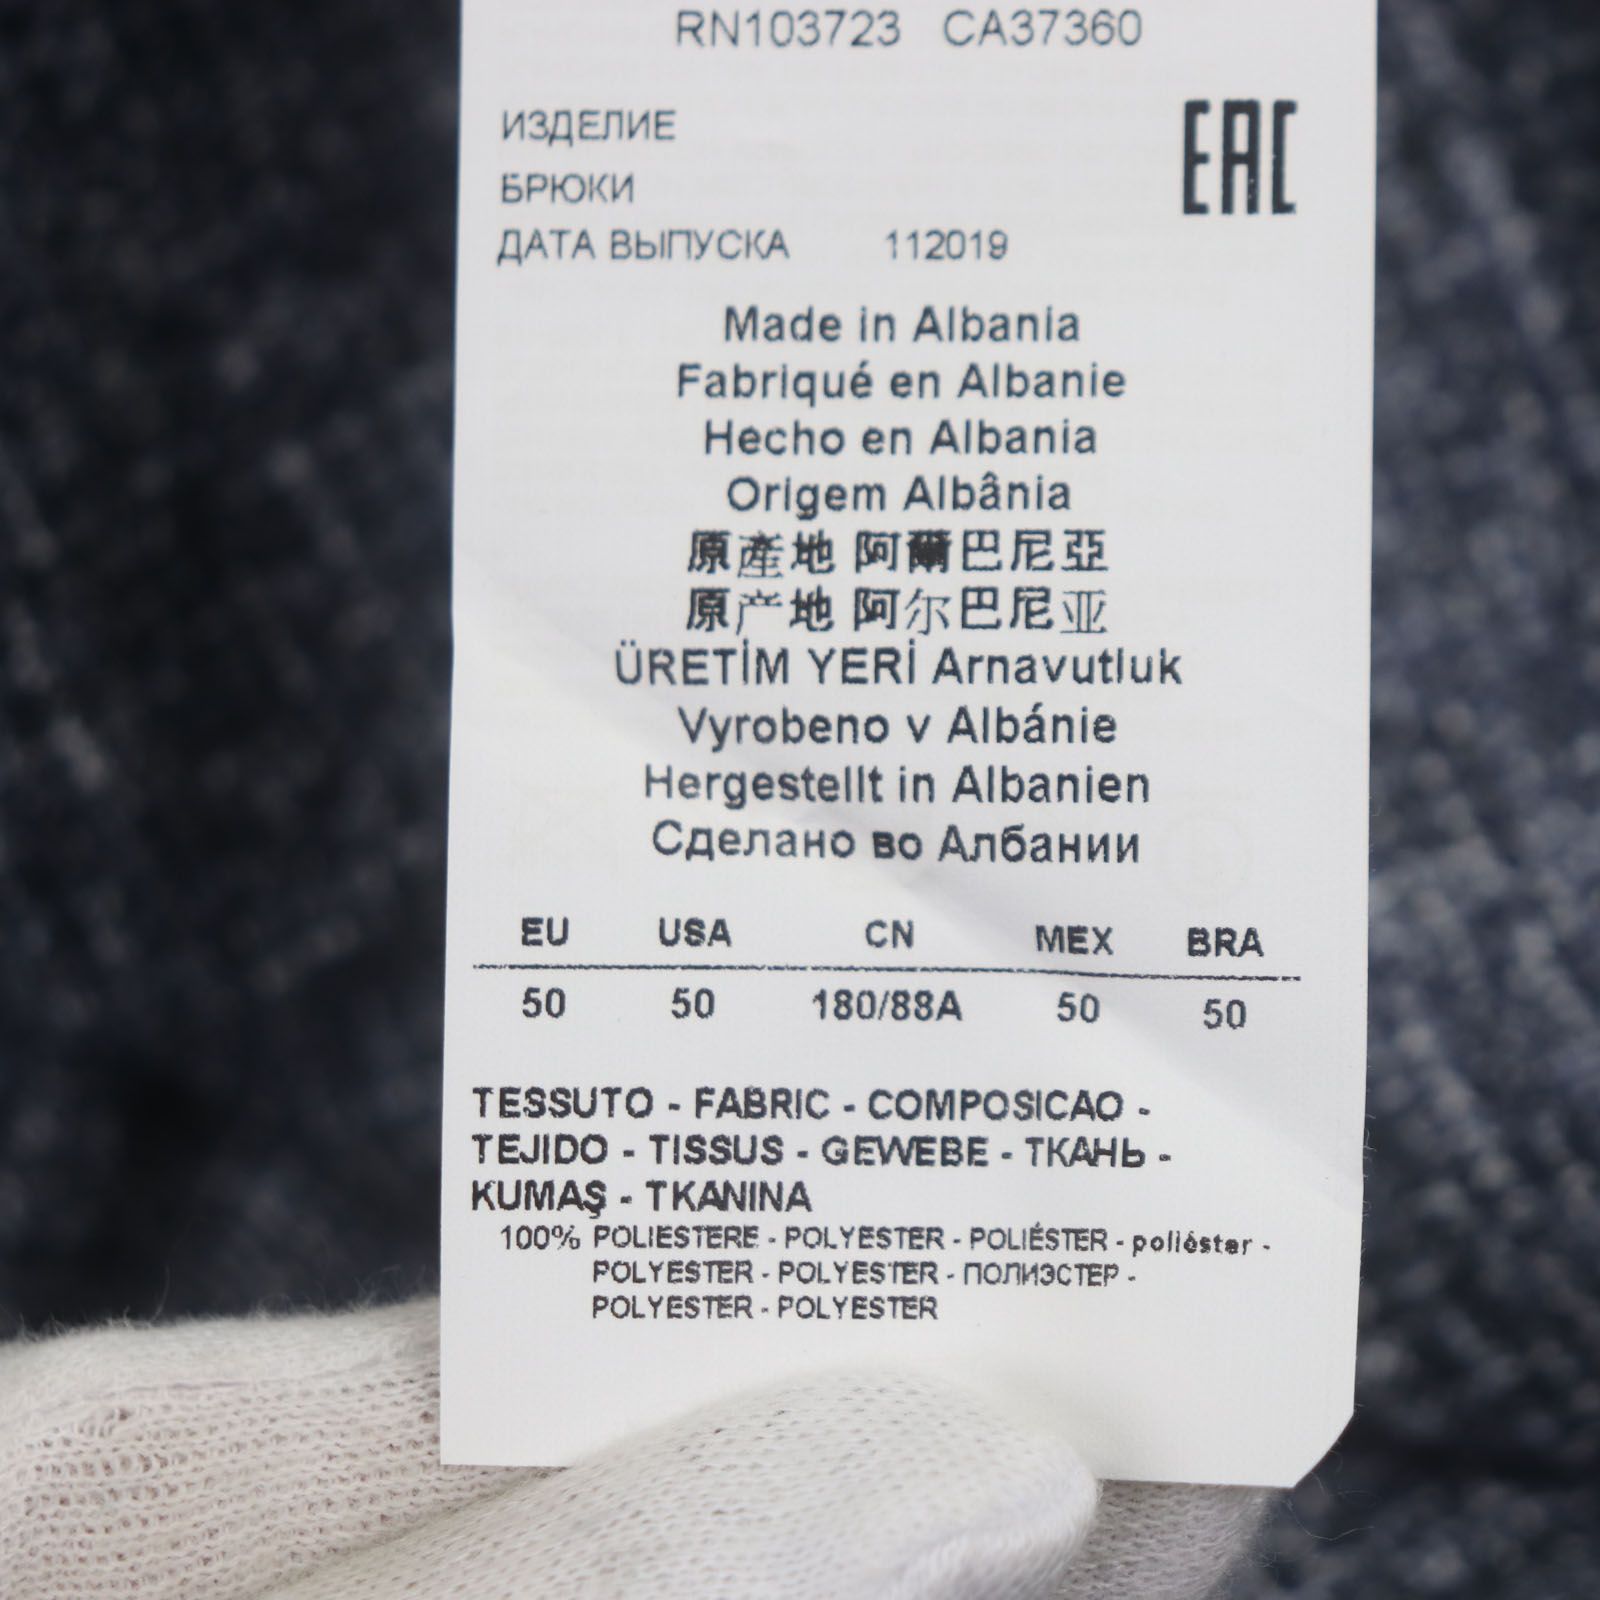 RN103723 CA37360
ИЗДЕЛИЕ
EAC
БРЮКИ
ДАТА ВЫПУСКА 112019
Made in Albania
Fabriqué en Albanie
Hecho en Albania
Origem Albânia
原產地 阿爾巴尼亞
原产地 阿尔巴尼亚
ÜRETİM YERİ Arnavutluk
Vyrobeno v Albánie
Hergestellt in Albanien
Сделано во Албании
EU USA CN MEX BRA
50 50 180/88A 50 50
TESSUTO - FABRIC - COMPOSICAO -
TEJIDO - TISSUS - GEWEBE - ТКАНЬ -
KUMAŞ - TKANINA
100% POLIESTERE - POLYESTER - POLIÉSTER - poliéster -
POLYESTER - POLYESTER - ПОЛИЭСТЕР -
POLYESTER - POLYESTER